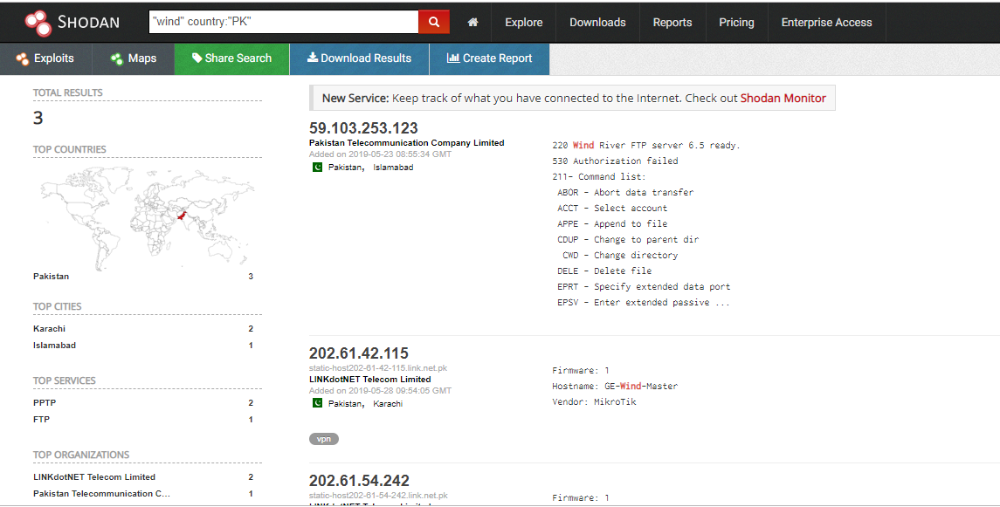 SHODAN
"wind" country:"PK"
Explore
Downloads
Reports
Pricing
Enterprise Access
Exploits
Maps
Share Search
Download Results
Create Report
TOTAL RESULTS
3
TOP COUNTRIES
Pakistan 3
TOP CITIES
Karachi 2
Islamabad 1
TOP SERVICES
PPTP 2
FTP 1
TOP ORGANIZATIONS
LINKdotNET Telecom Limited 2
Pakistan Telecommunication C... 1
New Service: Keep track of what you have connected to the Internet. Check out Shodan Monitor
59.103.253.123
Pakistan Telecommunication Company Limited
Added on 2019-05-23 08:55:34 GMT
Pakistan, Islamabad
220 Wind River FTP server 6.5 ready.
530 Authorization failed
211- Command list:
ABOR - Abort data transfer
ACCT - Select account
APPE - Append to file
CDUP - Change to parent dir
CWD - Change directory
DELE - Delete file
EPRT - Specify extended data port
EPSV - Enter extended passive ...
202.61.42.115
static-host202-61-42-115.link.net.pk
LINKdotNET Telecom Limited
Added on 2019-05-28 09:54:05 GMT
Pakistan, Karachi
vpn
Firmware: 1
Hostname: GE-Wind-Master
Vendor: MikroTik
202.61.54.242
static-host202-61-54-242.link.net.pk
LINKdotNET Telecom Limited
Firmware: 1